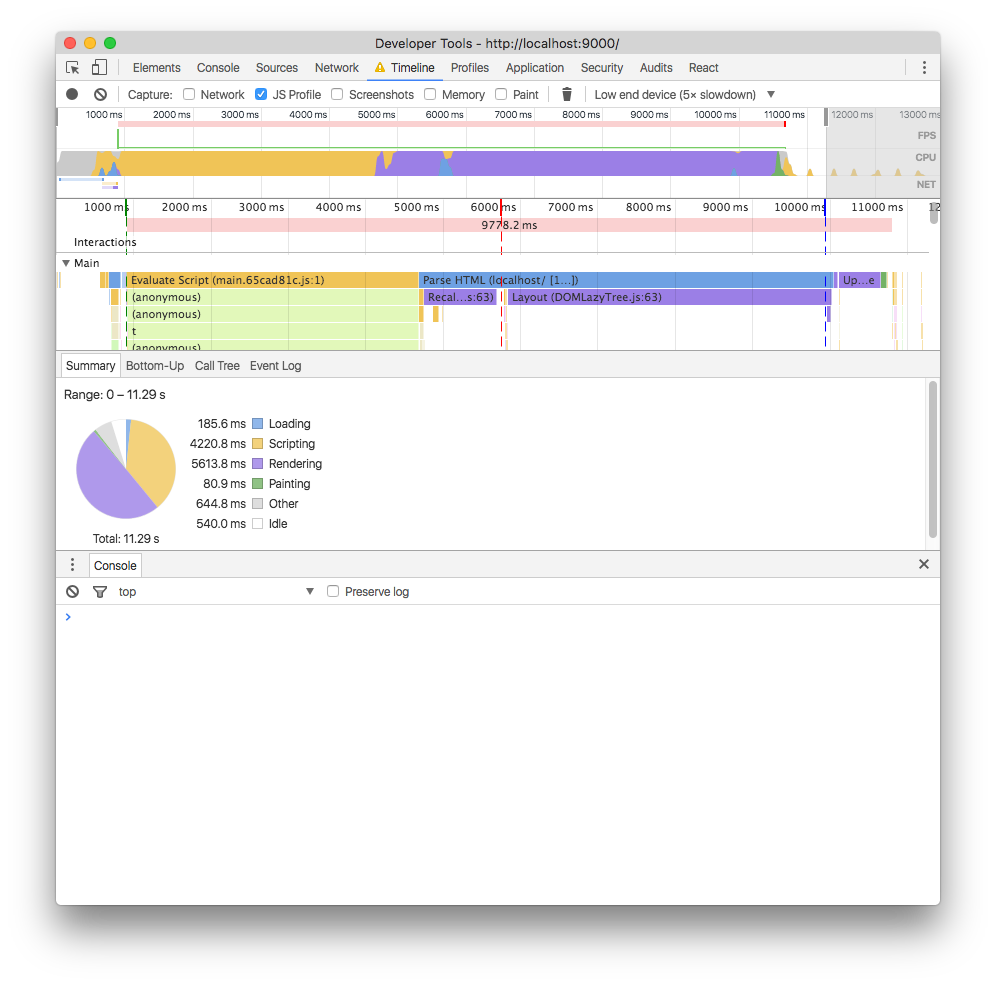 Developer Tools - http://localhost:9000/
Elements Console Sources Network Timeline Profiles Application Security Audits React
Capture: Network JS Profile Screenshots Memory Paint Low end device (5× slowdown)
1000 ms 2000 ms 3000 ms 4000 ms 5000 ms 6000 ms 7000 ms 8000 ms 9000 ms 10000 ms 11000 ms 12000 ms 13000 ms
FPS
CPU
NET
1000 ms 2000 ms 3000 ms 4000 ms 5000 ms 6000 ms 7000 ms 8000 ms 9000 ms 10000 ms 11000 ms 12
9778.2 ms
Interactions
Main
Evaluate Script (main.65cad81c.js:1) Parse HTML (localhost/ [1…]) Up…e
(anonymous) Recal…s:63) Layout (DOMLazyTree.js:63)
(anonymous)
t
(anonymous)
Summary Bottom-Up Call Tree Event Log
Range: 0 – 11.29 s
185.6 ms Loading
4220.8 ms Scripting
5613.8 ms Rendering
80.9 ms Painting
644.8 ms Other
540.0 ms Idle
Total: 11.29 s
Console
top Preserve log